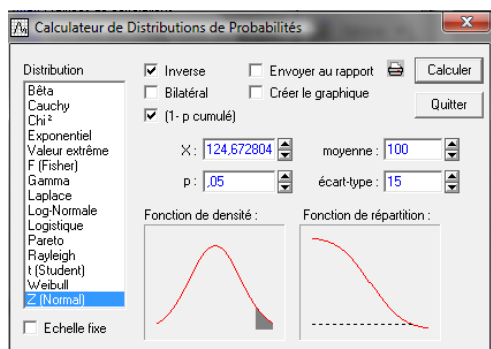 Calculateur de Distributions de Probabilités
Distribution
Bêta
Cauchy
Chi²
Exponentiel
Valeur extrême
F (Fisher)
Gamma
Laplace
Log-Normale
Logistique
Pareto
Rayleigh
t (Student)
Weibull
Z (Normal)
Echelle fixe
Inverse
Envoyer au rapport
Bilatéral
Créer le graphique
(1- p cumulé)
Calculer
Quitter
X : 124,672804
moyenne : 100
p : ,05
écart-type : 15
Fonction de densité :
Fonction de répartition :